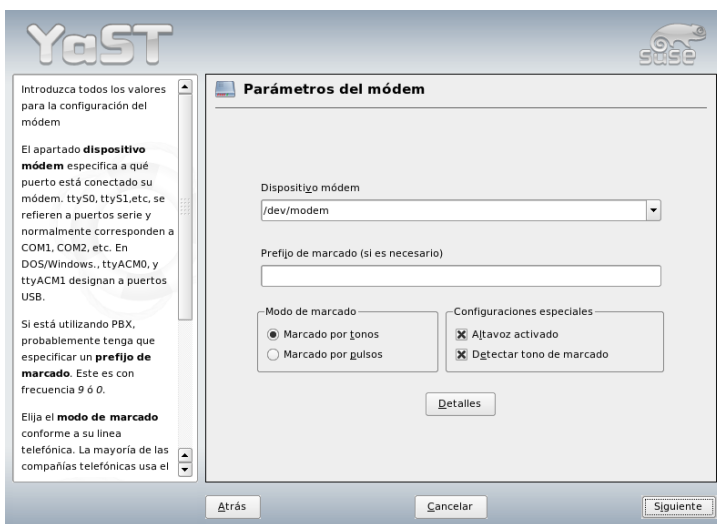 YaST
SUSE
Introduzca todos los valores
para la configuración del
módem
El apartado dispositivo
módem especifica a qué
puerto está conectado su
módem. ttyS0, ttyS1,etc, se
refieren a puertos serie y
normalmente corresponden a
COM1, COM2, etc. En
DOS/Windows., ttyACM0, y
ttyACM1 designan a puertos
USB.
Si está utilizando PBX,
probablemente tenga que
especificar un prefijo de
marcado. Este es con
frecuencia 9 ó 0.
Elija el modo de marcado
conforme a su linea
telefónica. La mayoría de las
compañías telefónicas usa el
Parámetros del módem
Dispositivo módem
/dev/modem
Prefijo de marcado (si es necesario)
Modo de marcado
Marcado por tonos
Marcado por pulsos
Configuraciones especiales
Altavoz activado
Detectar tono de marcado
Detalles
Atrás
Cancelar
Siguiente